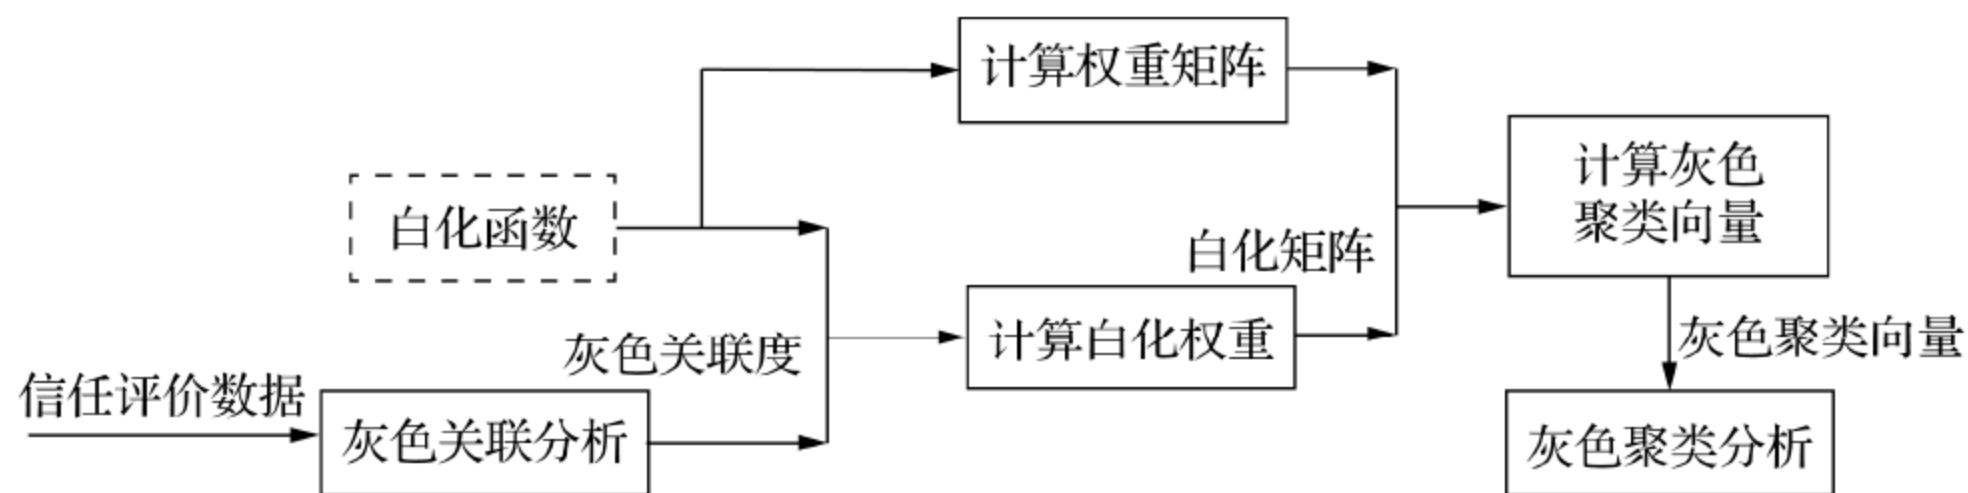 计算权重矩阵
计算灰色
聚类向量
白化函数
白化矩阵
灰色关联度
计算白化权重
灰色聚类向量
信任评价数据
灰色关联分析
灰色聚类分析